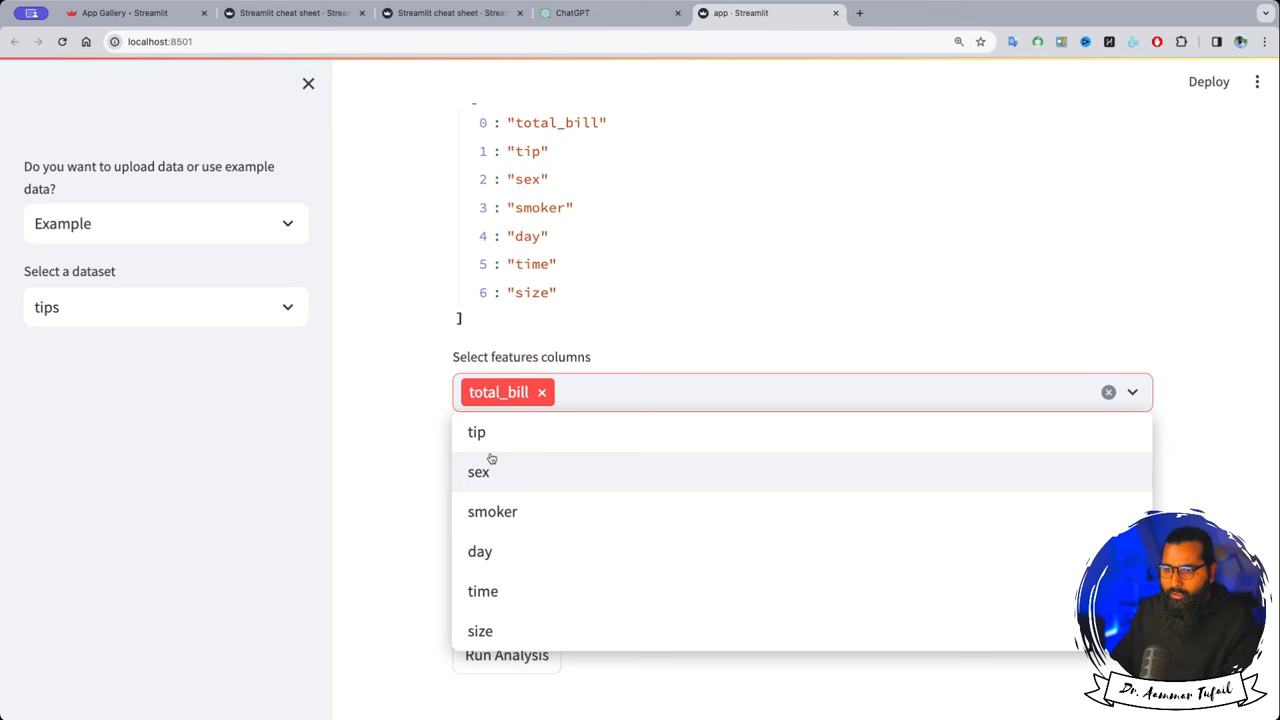 App Gallery • Streamlit
Streamlit cheat sheet - Stream
Streamlit cheat sheet - Stream
ChatGPT
app · Streamlit
localhost:8501
Deploy
Do you want to upload data or use example
data?
Example
Select a dataset
tips
0 : "total_bill"
1 : "tip"
2 : "sex"
3 : "smoker"
4 : "day"
5 : "time"
6 : "size"
]
Select features columns
total_bill
tip
sex
smoker
day
time
size
Run Analysis
Dr. Aammar Tufail